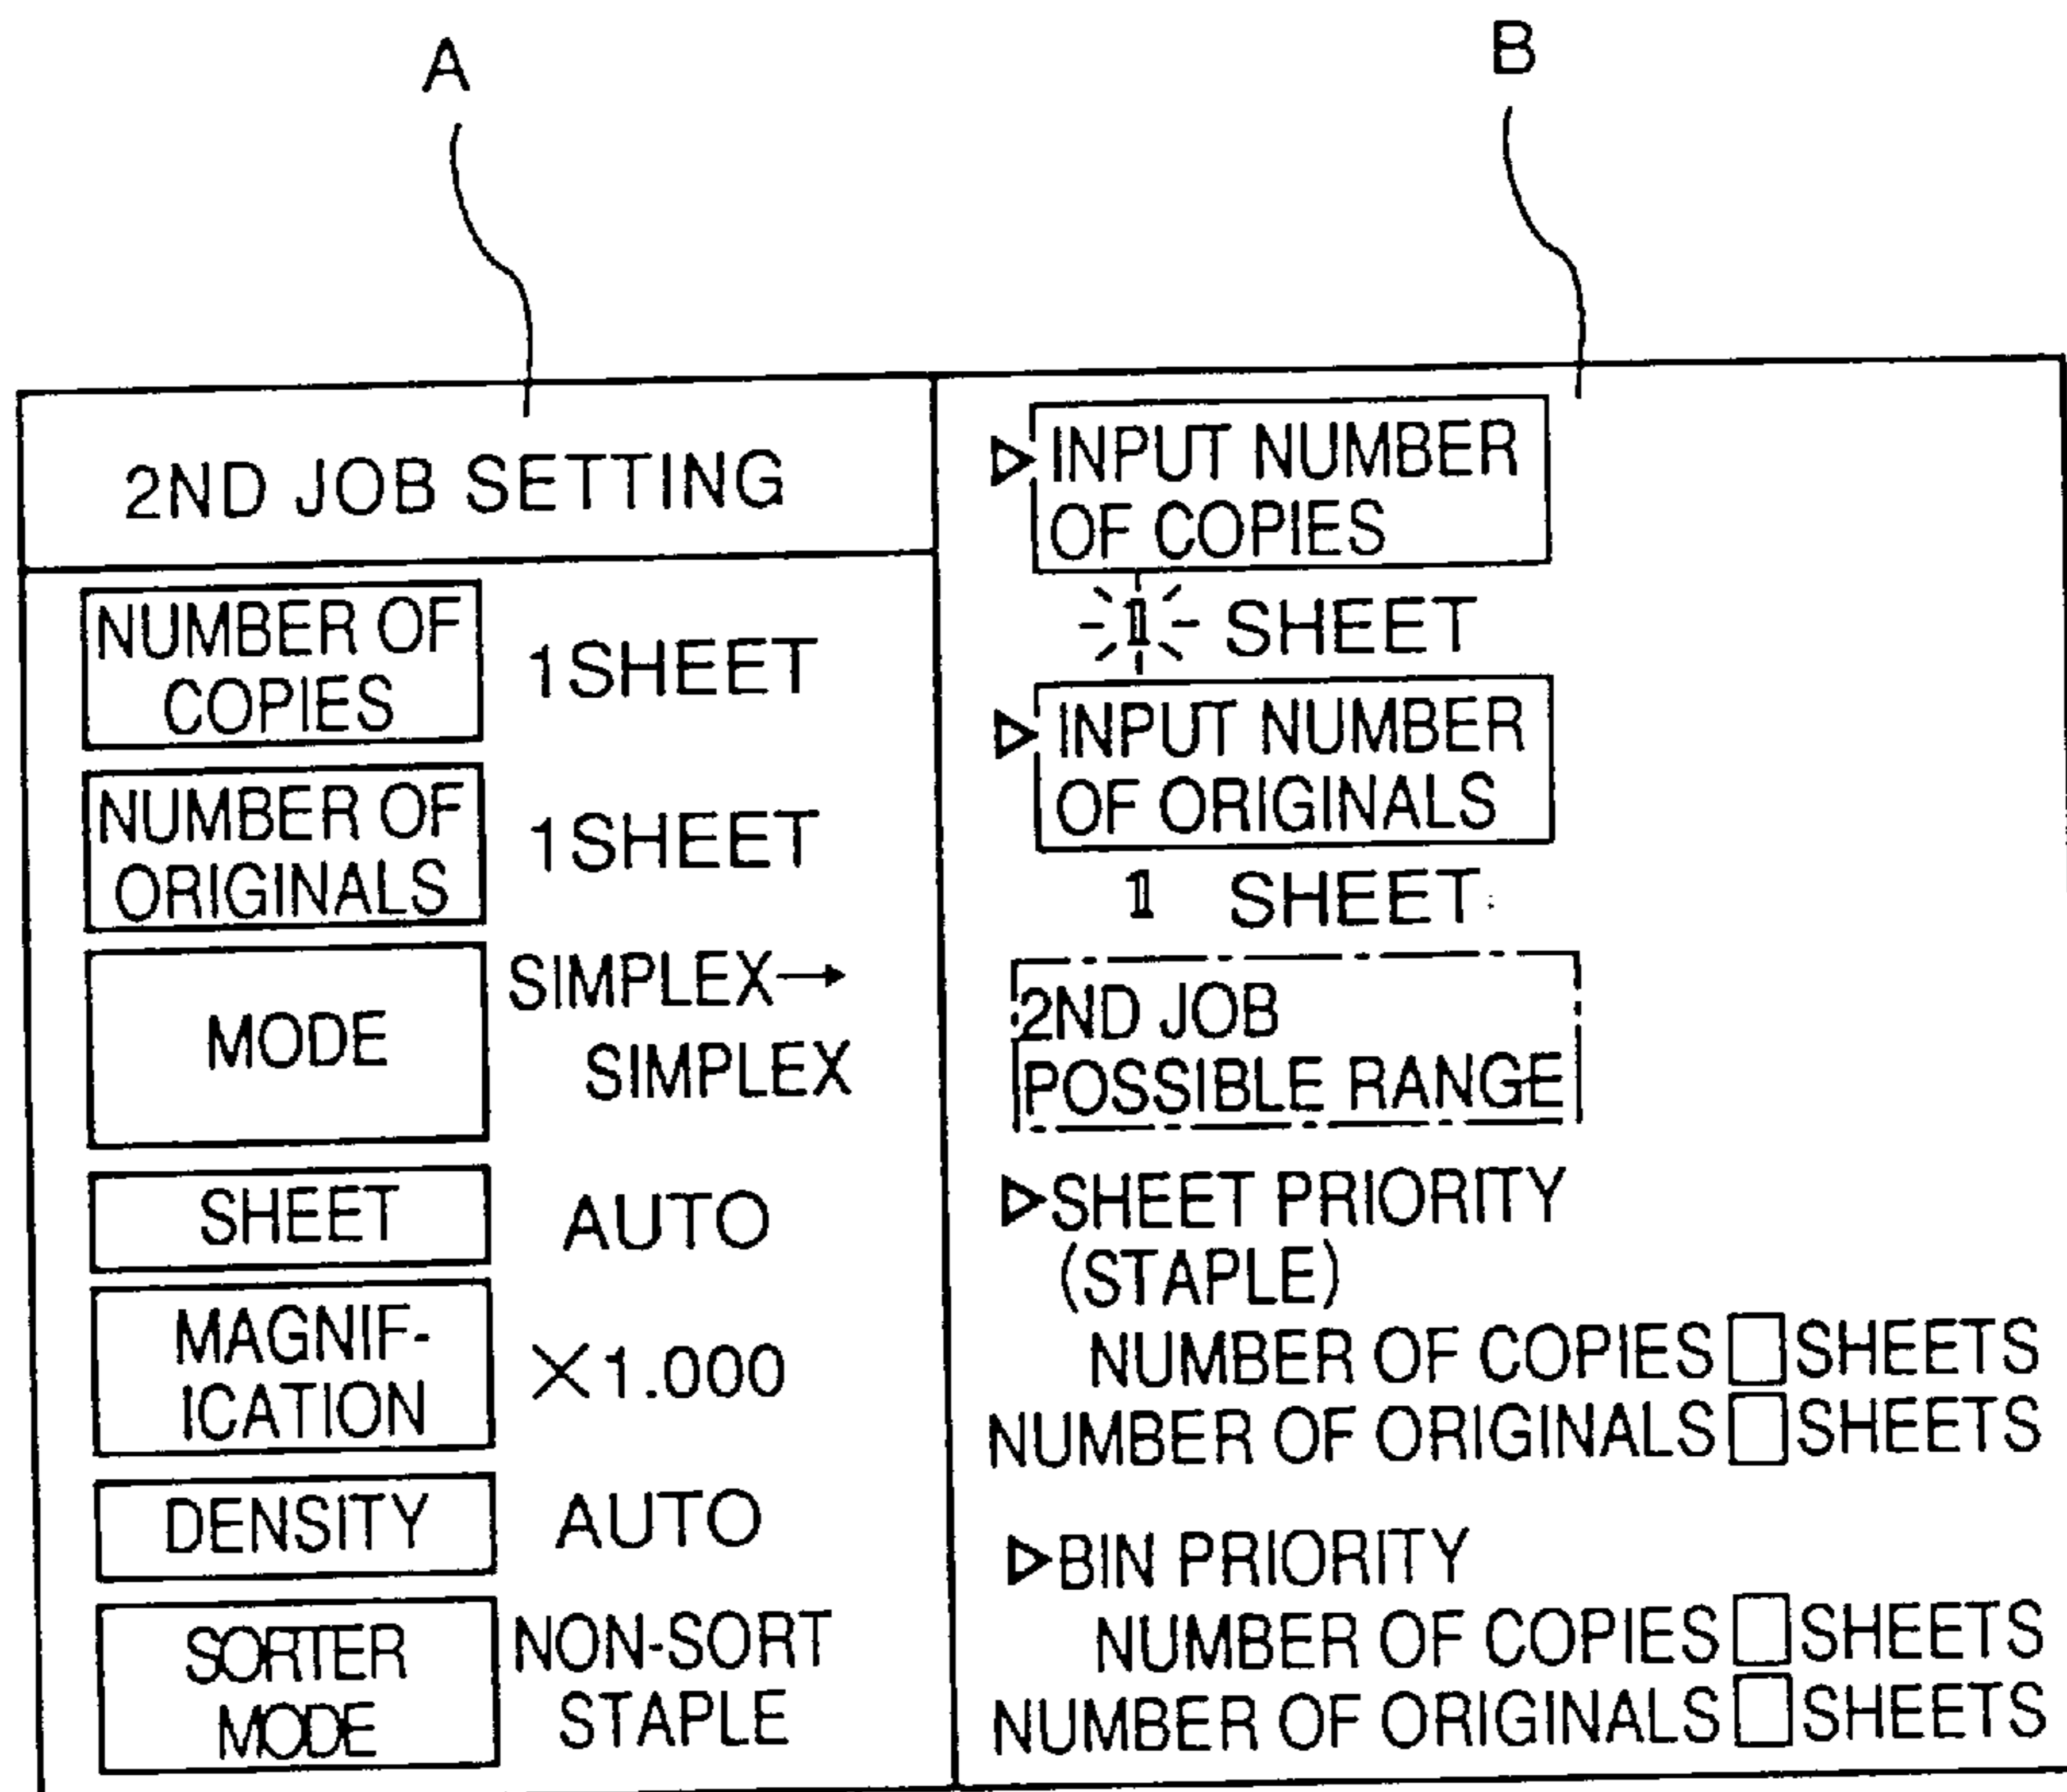 A
B
2ND JOB SETTING
NUMBER OF
COPIES
1SHEET
NUMBER OF
ORIGINALS
1SHEET
MODE
SIMPLEX→
SIMPLEX
SHEET
AUTO
MAGNIF-
ICATION
×1.000
DENSITY
AUTO
SORTER
MODE
NON-SORT
STAPLE
▷INPUT NUMBER
OF COPIES
1 SHEET
▷INPUT NUMBER
OF ORIGINALS
1 SHEET
2ND JOB
POSSIBLE RANGE
▷SHEET PRIORITY
(STAPLE)
NUMBER OF COPIES □SHEETS
NUMBER OF ORIGINALS □SHEETS
▷BIN PRIORITY
NUMBER OF COPIES □SHEETS
NUMBER OF ORIGINALS □SHEETS